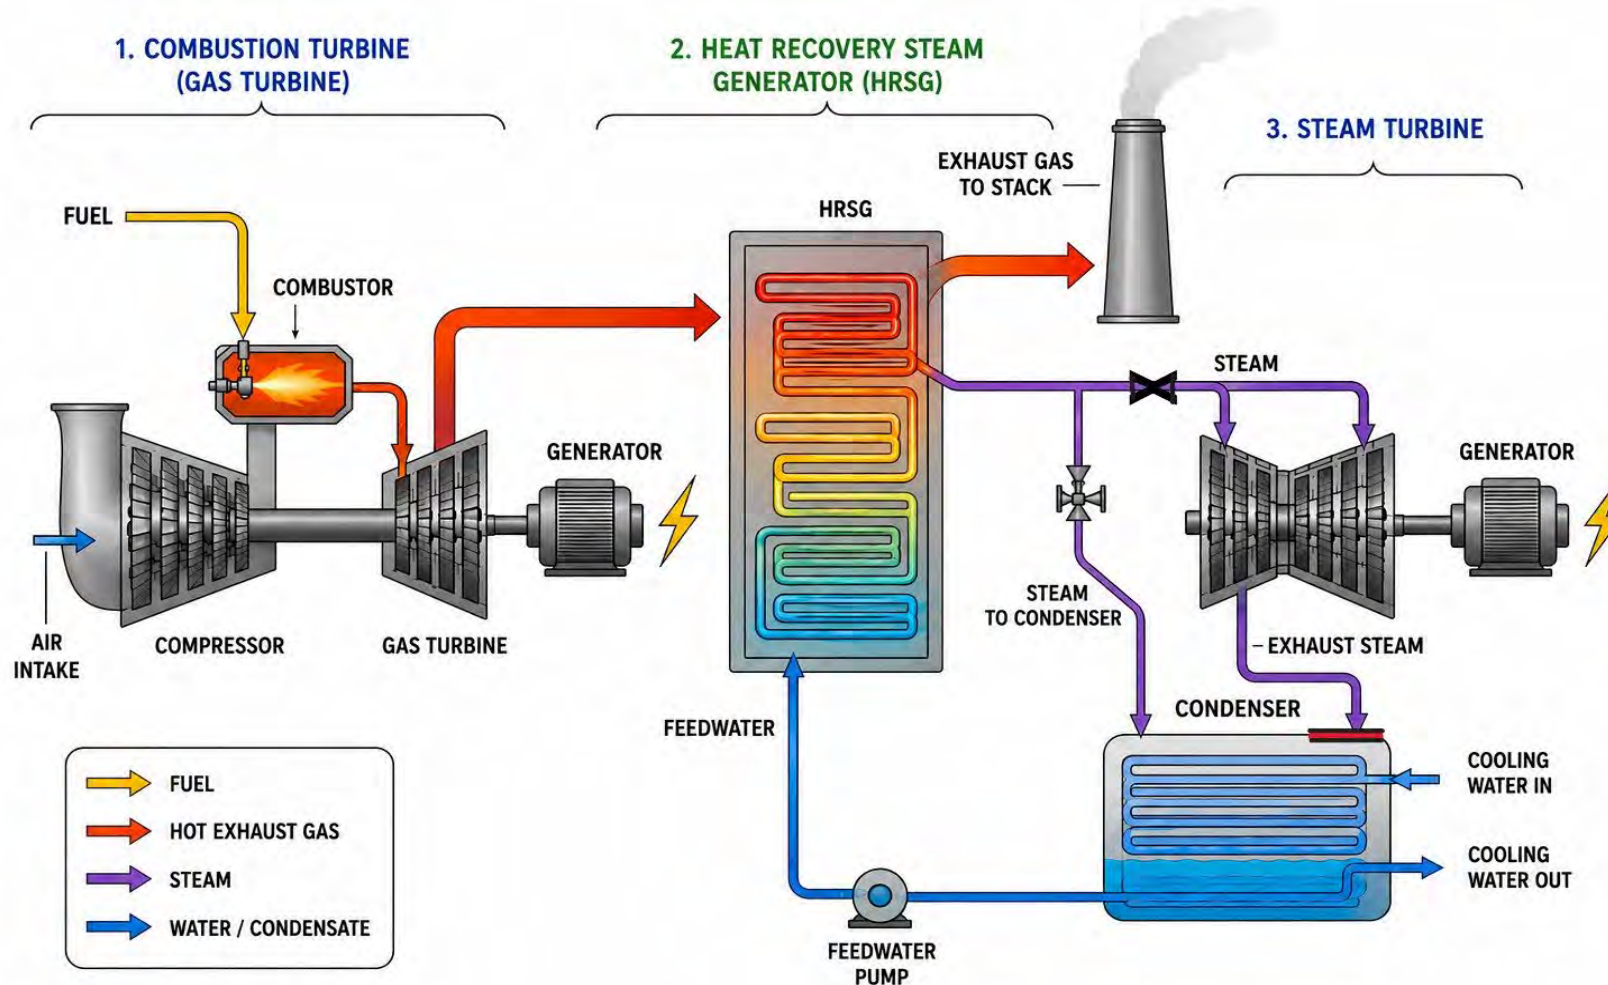 1. COMBUSTION TURBINE
(GAS TURBINE)
2. HEAT RECOVERY STEAM
GENERATOR (HRSG)
3. STEAM TURBINE
EXHAUST GAS
TO STACK
FUEL
HRSG
COMBUSTOR
STEAM
GENERATOR
GENERATOR
AIR
INTAKE
COMPRESSOR
GAS TURBINE
STEAM
TO CONDENSER
EXHAUST STEAM
FEEDWATER
CONDENSER
COOLING
WATER IN
COOLING
WATER OUT
FEEDWATER
PUMP
FUEL
HOT EXHAUST GAS
STEAM
WATER / CONDENSATE